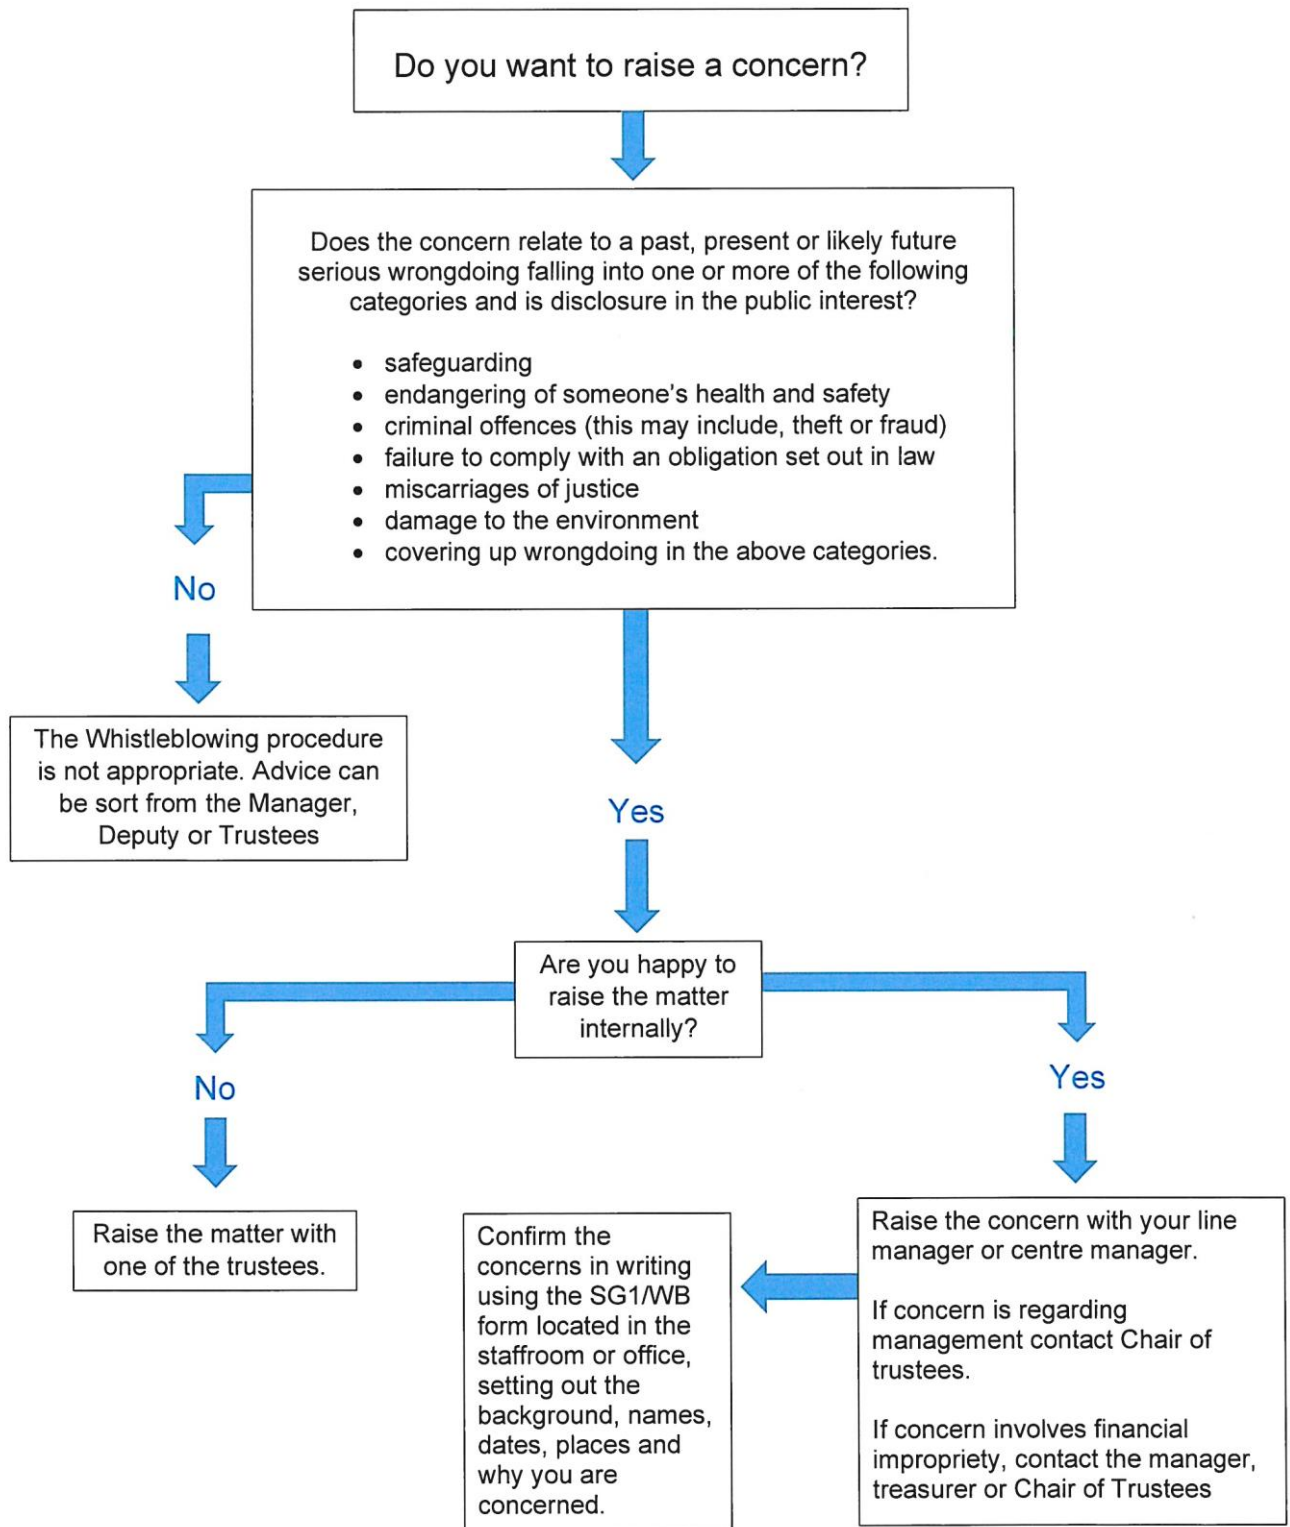 Do you want to raise a concern?
Does the concern relate to a past, present or likely future
serious wrongdoing falling into one or more of the following
categories and is disclosure in the public interest?
• safeguarding
• endangering of someone's health and safety
• criminal offences (this may include, theft or fraud)
• failure to comply with an obligation set out in law
• miscarriages of justice
• damage to the environment
• covering up wrongdoing in the above categories.
No
The Whistleblowing procedure
is not appropriate. Advice can
be sort from the Manager,
Deputy or Trustees
Yes
Are you happy to
raise the matter
internally?
No
Raise the matter with
one of the trustees.
Yes
Raise the concern with your line
manager or centre manager.
If concern is regarding
management contact Chair of
trustees.
If concern involves financial
impropriety, contact the manager,
treasurer or Chair of Trustees
Confirm the
concerns in writing
using the SG1/WB
form located in the
staffroom or office,
setting out the
background, names,
dates, places and
why you are
concerned.